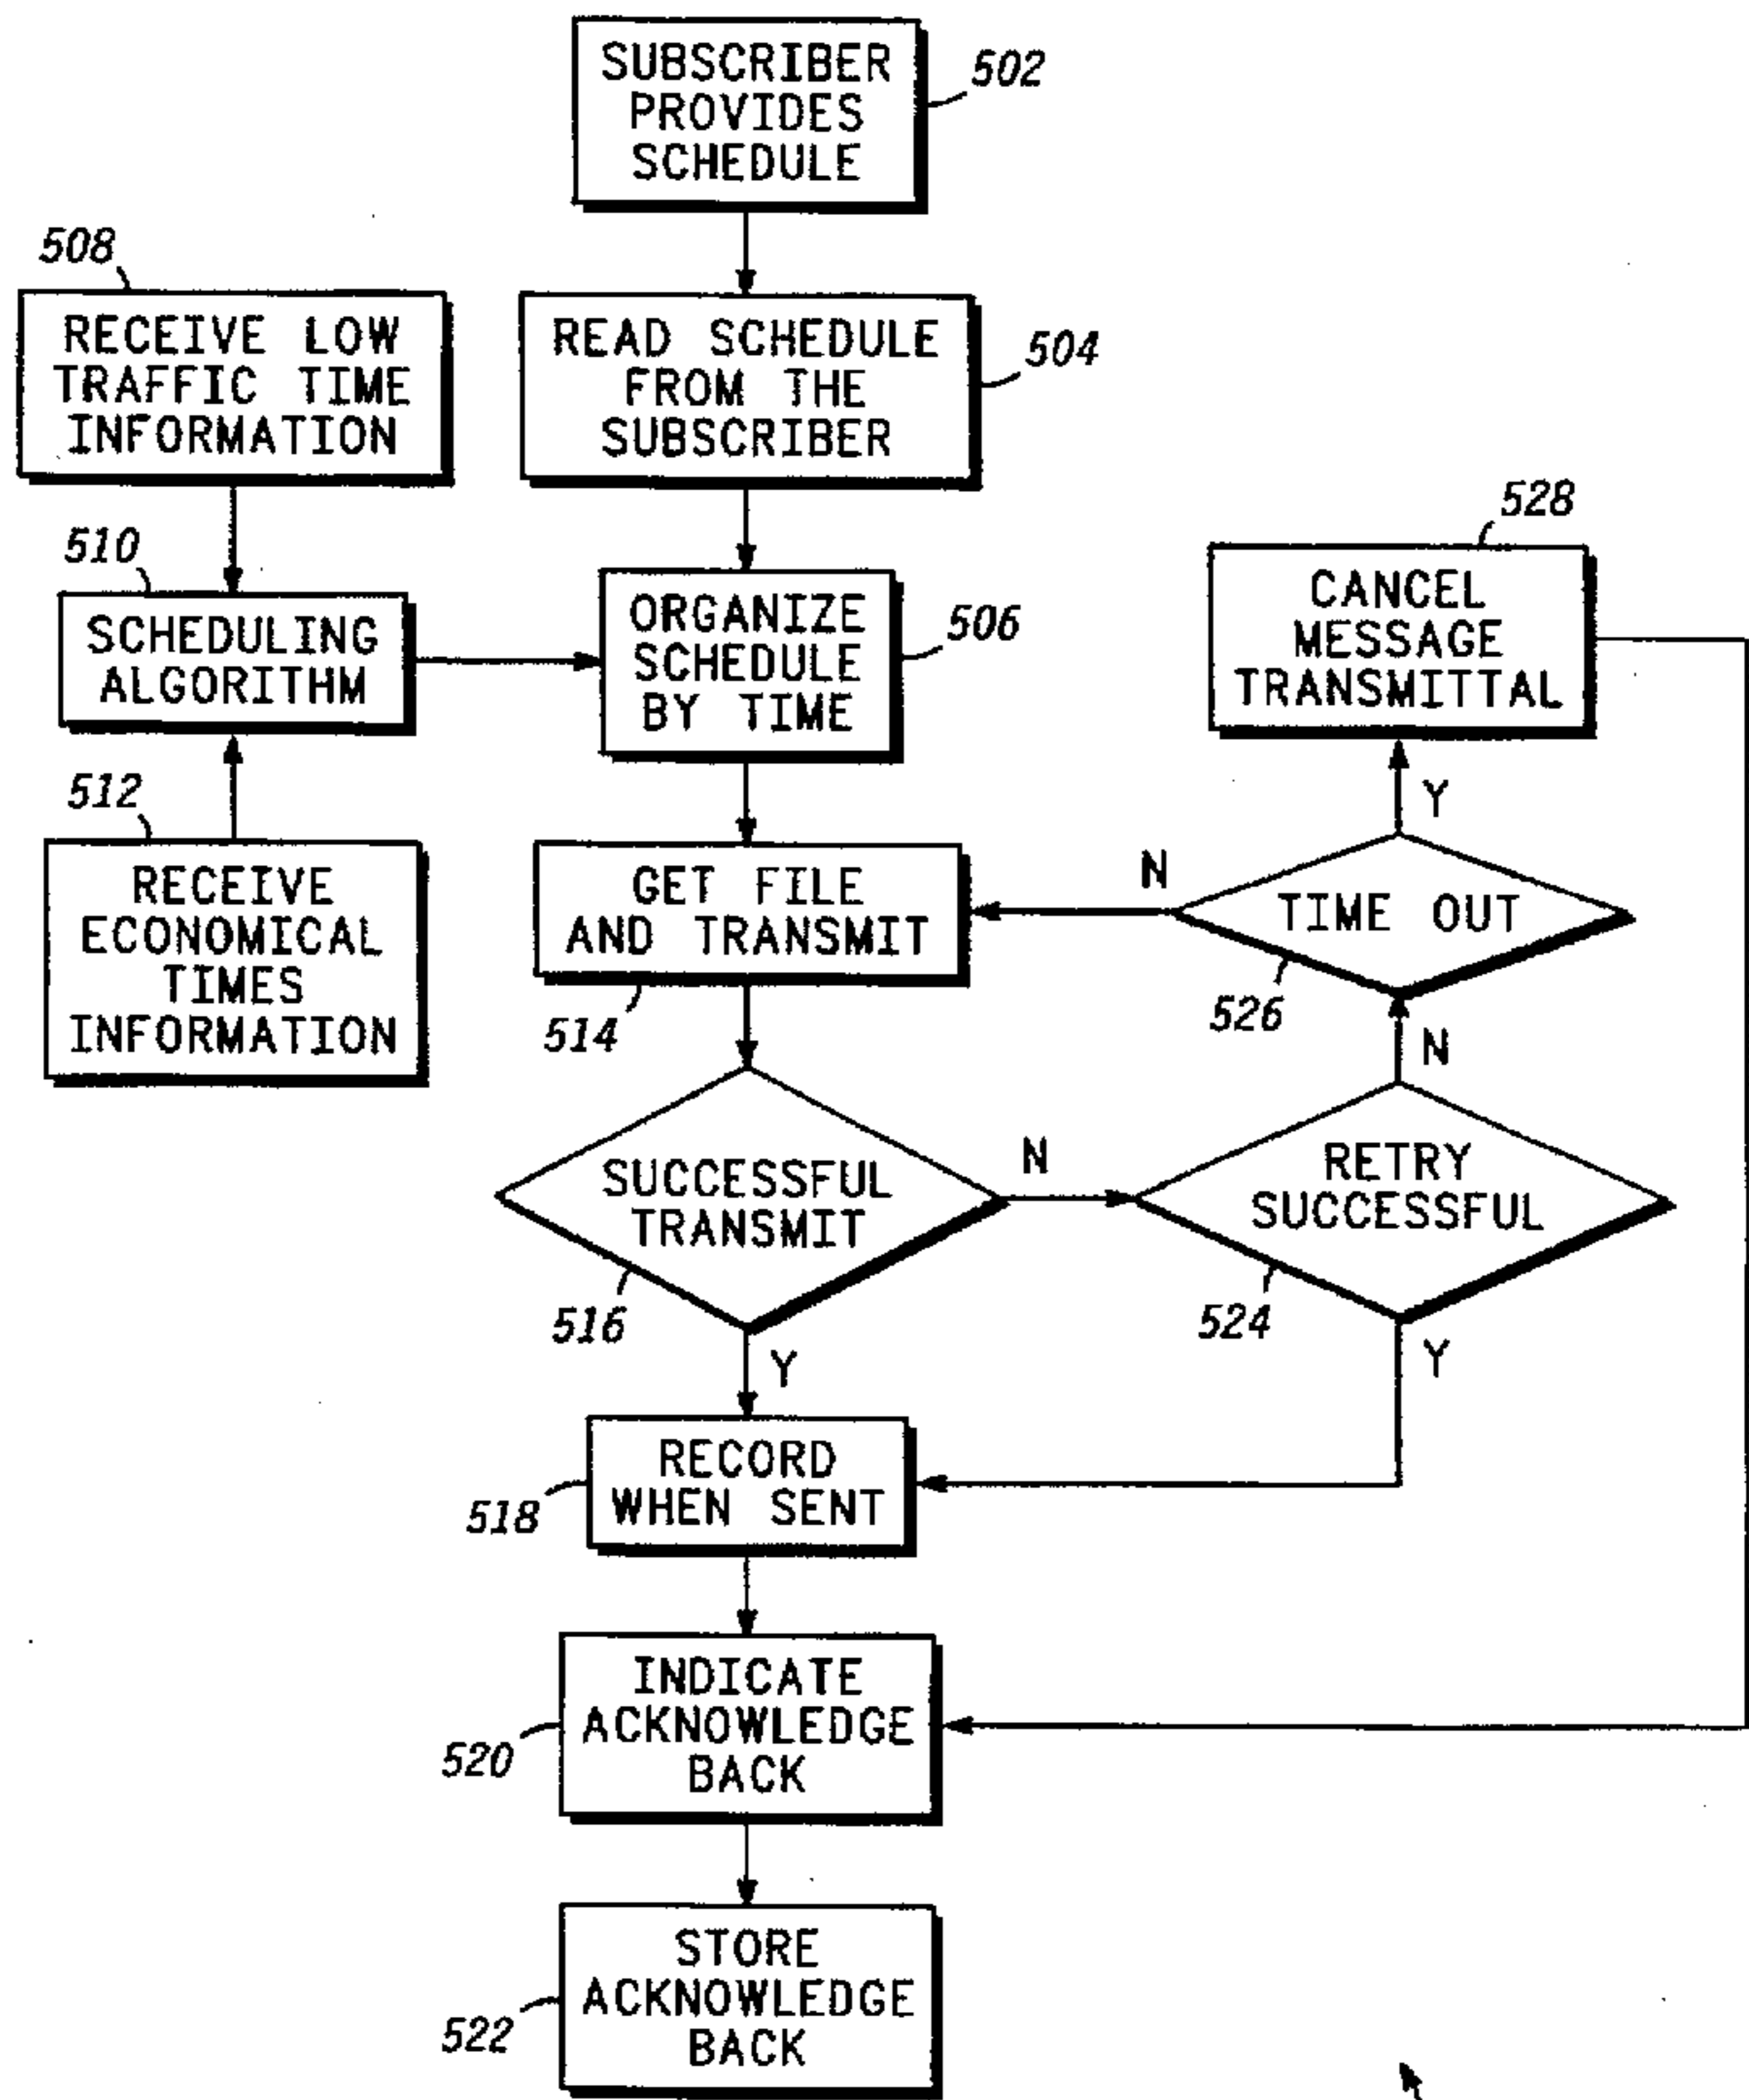 SUBSCRIBER
PROVIDES
SCHEDULE
502
508
RECEIVE LOW
TRAFFIC TIME
INFORMATION
READ SCHEDULE
FROM THE
SUBSCRIBER
504
510
SCHEDULING
ALGORITHM
ORGANIZE
SCHEDULE
BY TIME
506
528
CANCEL
MESSAGE
TRANSMITTAL
512
RECEIVE
ECONOMICAL
TIMES
INFORMATION
GET FILE
AND TRANSMIT
514
N
Y
TIME OUT
526
N
SUCCESSFUL
TRANSMIT
516
N
RETRY
SUCCESSFUL
524
Y
Y
RECORD
WHEN SENT
518
INDICATE
ACKNOWLEDGE
BACK
520
STORE
ACKNOWLEDGE
BACK
522